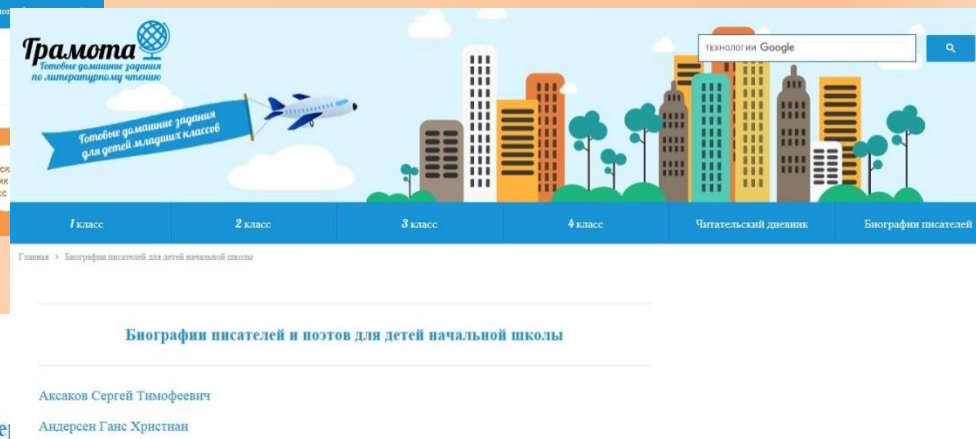 Грамота
Готовые домашние задания
по литературному чтению
технологии Google
Готовые домашние задания
для детей младших классов
1 класс
2 класс
3 класс
4 класс
Читательский дневник
Биографии писателей
Главная > Биографии писателей для детей начальной школы
Биографии писателей и поэтов для детей начальной школы
Аксаков Сергей Тимофеевич
Андерсен Ганс Христиан